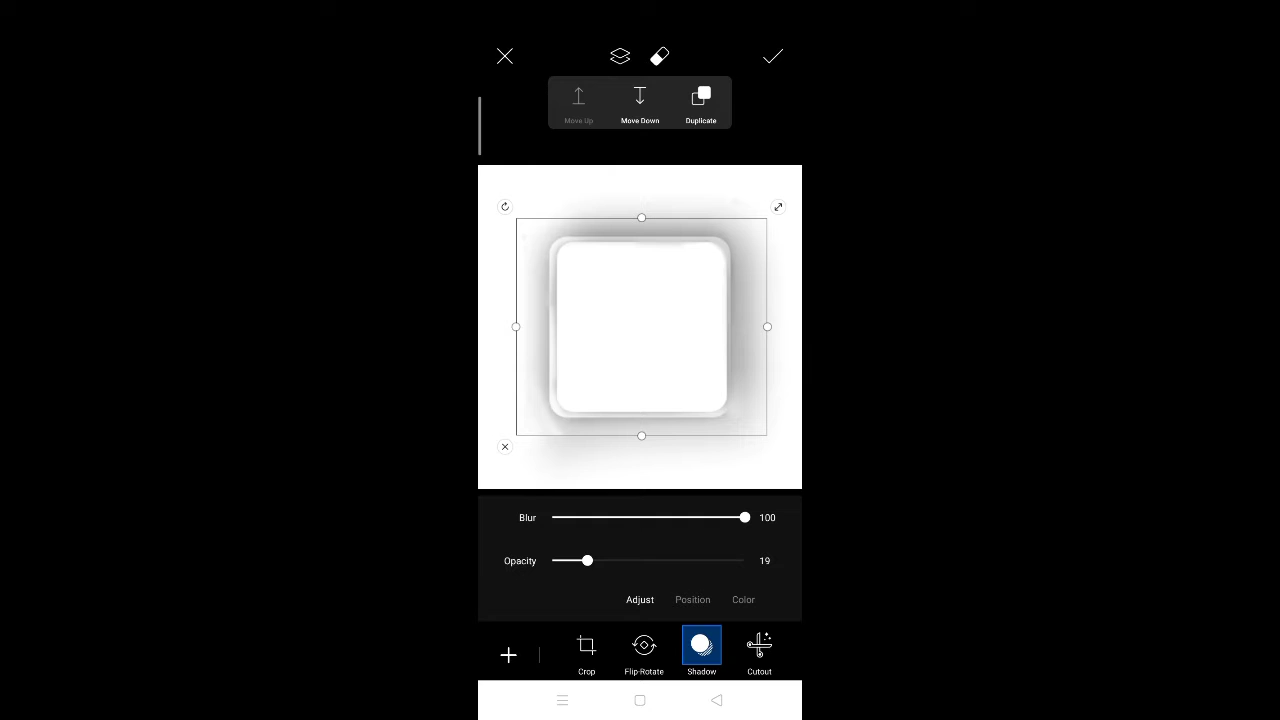 Move Up Move Down Duplicate
Blur 100
Opacity 19
Adjust Position Color
Crop Flip·Rotate Shadow Cutout